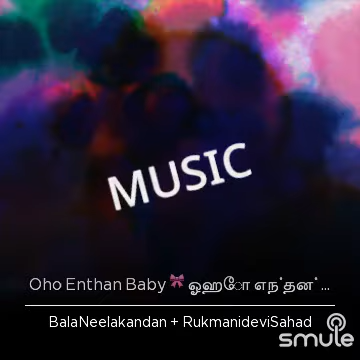 MUSIC
Oho Enthan Baby 🎀 ஓஹோ எந்தன் ...
BalaNeelakandan + RukmanideviSahad
smule